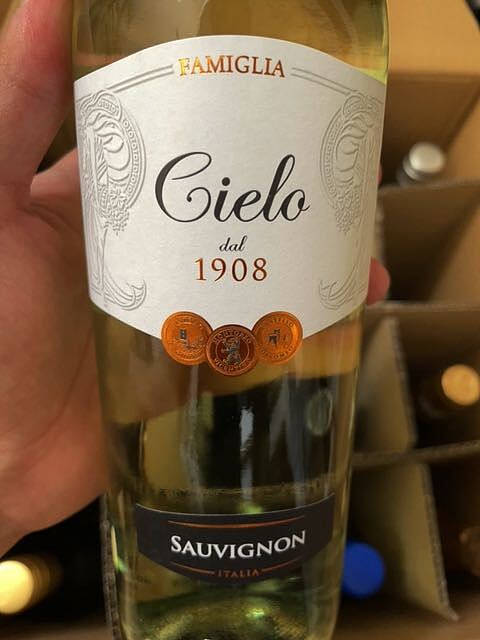 FAMIGLIA
Cielo
dal
1908
SAUVIGNON
ITALIA